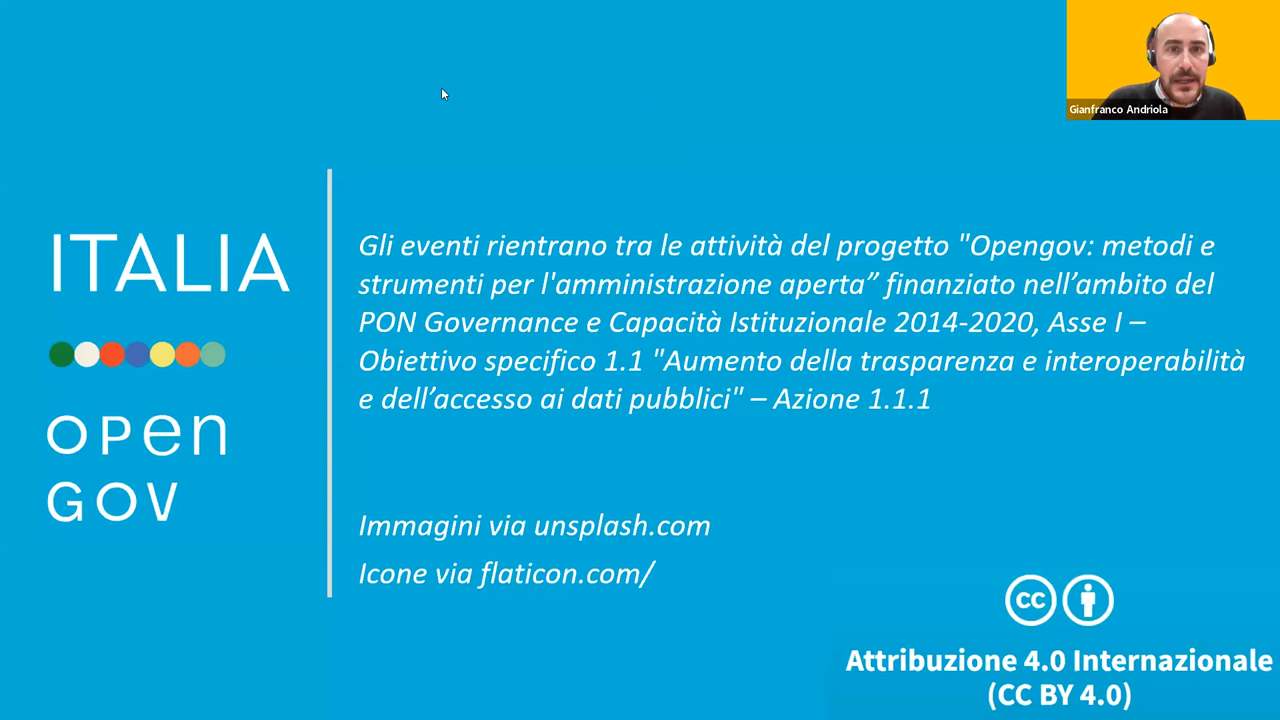 Gianfranco Andriola
ITALIA
OPEN
GOV
Gli eventi rientrano tra le attività del progetto "Opengov: metodi e
strumenti per l'amministrazione aperta” finanziato nell’ambito del
PON Governance e Capacità Istituzionale 2014-2020, Asse I –
Obiettivo specifico 1.1 "Aumento della trasparenza e interoperabilità
e dell’accesso ai dati pubblici" – Azione 1.1.1
Immagini via unsplash.com
Icone via flaticon.com/
cc
Attribuzione 4.0 Internazionale
(CC BY 4.0)